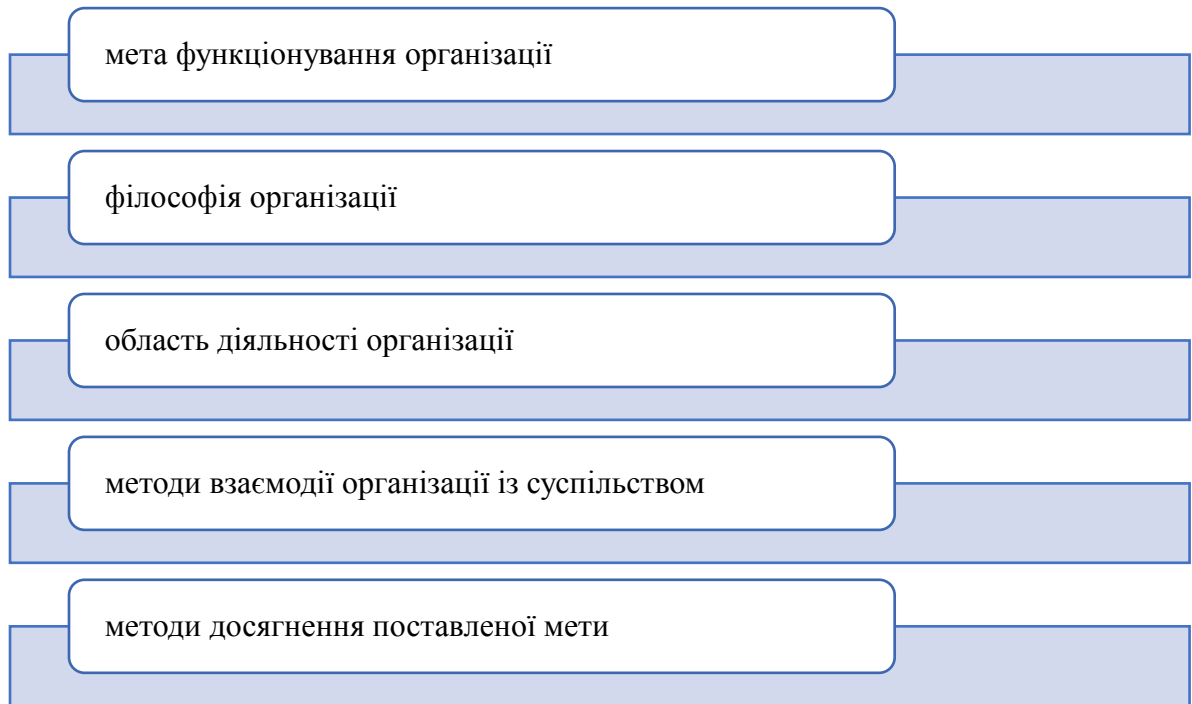 мета функціонування організації
філософія організації
область діяльності організації
методи взаємодії організації із суспільством
методи досягнення поставленої мети